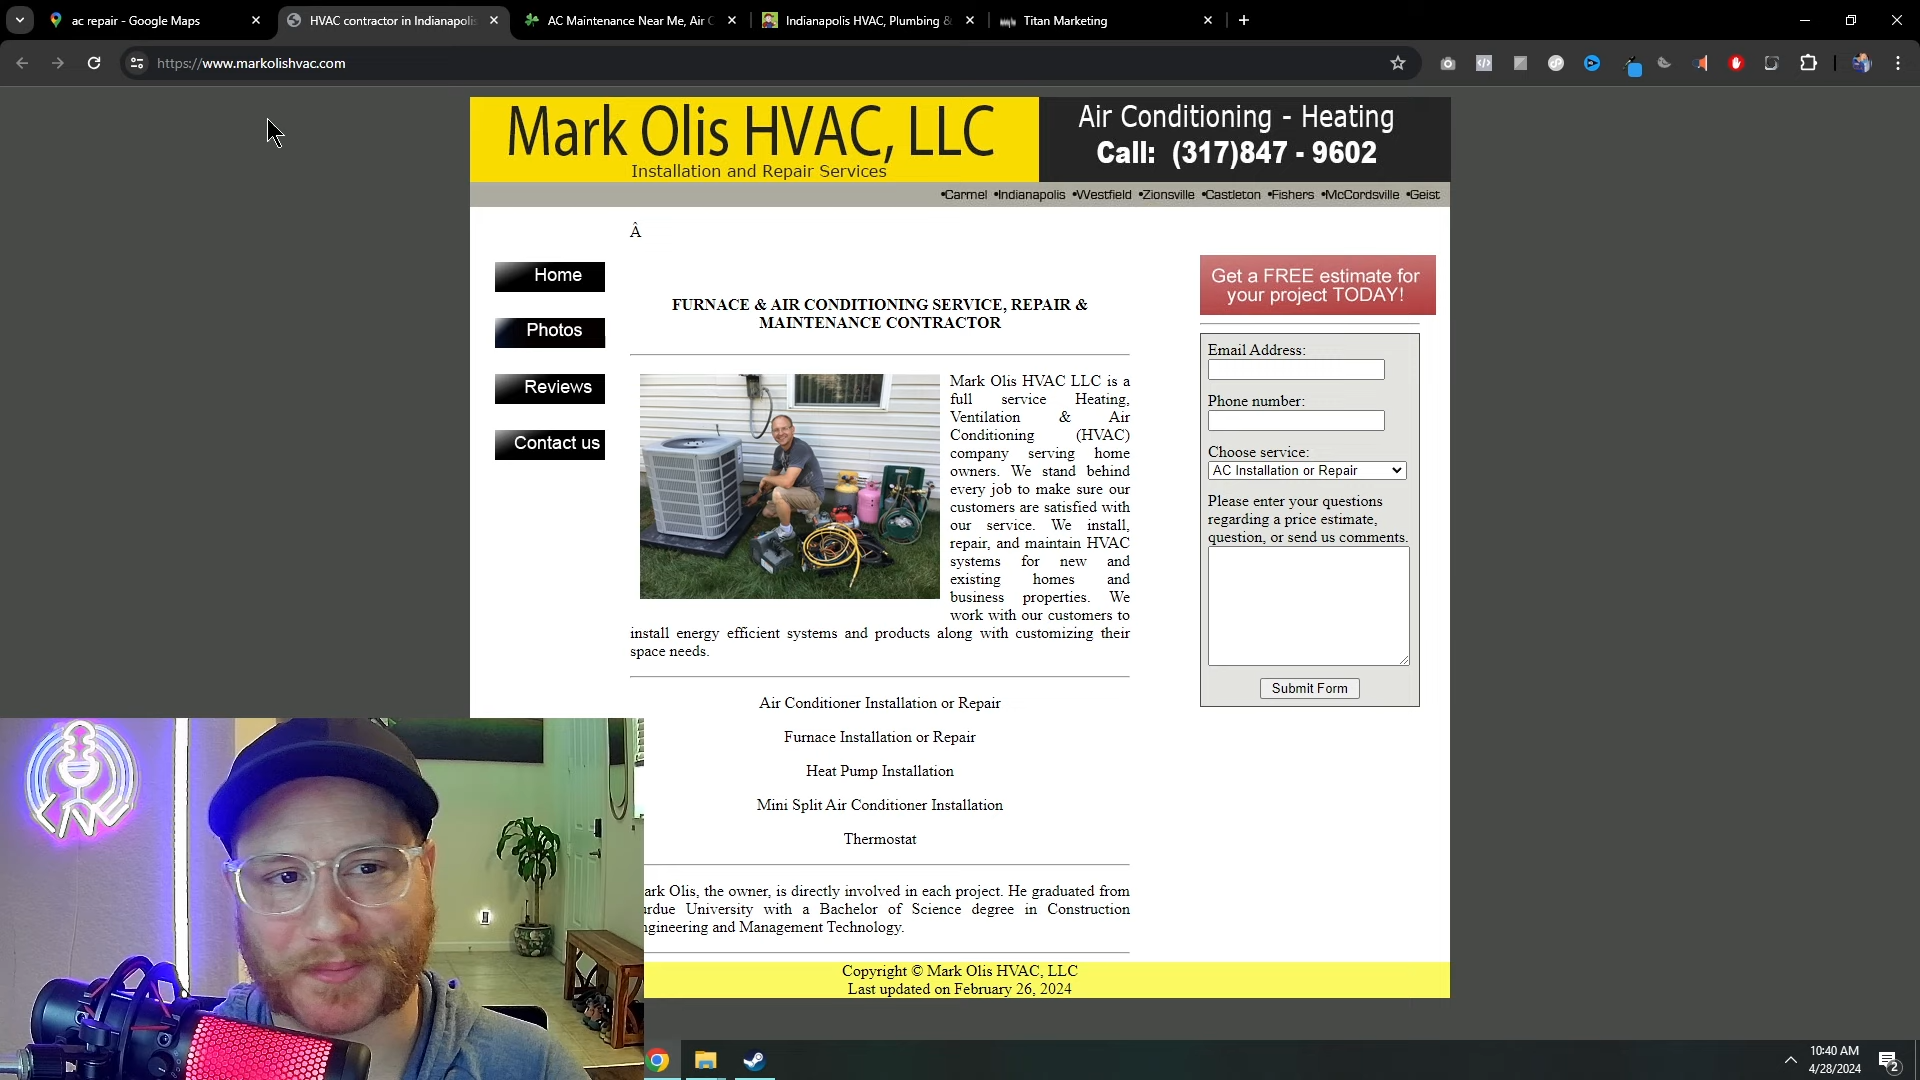 ac repair - Google Maps
HVAC contractor in Indianapolis
AC Maintenance Near Me, Air C
Indianapolis HVAC, Plumbing &
Titan Marketing
https://www.markolishvac.com
Mark Olis HVAC, LLC
Installation and Repair Services
Air Conditioning - Heating
Call: (317)847 - 9602
•Carmel •Indianapolis •Westfield •Zionsville •Castleton •Fishers •McCordsville •Geist
Â
Home
Photos
Reviews
Contact us
FURNACE & AIR CONDITIONING SERVICE, REPAIR &
MAINTENANCE CONTRACTOR
Mark Olis HVAC LLC is a
full service Heating,
Ventilation & Air
Conditioning (HVAC)
company serving home
owners. We stand behind
every job to make sure our
customers are satisfied with
our service. We install,
repair, and maintain HVAC
systems for new and
existing homes and
business properties. We
work with our customers to
install energy efficient systems and products along with customizing their
space needs.
Air Conditioner Installation or Repair
Furnace Installation or Repair
Heat Pump Installation
Mini Split Air Conditioner Installation
Thermostat
ark Olis, the owner, is directly involved in each project. He graduated from
urdue University with a Bachelor of Science degree in Construction
ngineering and Management Technology.
Copyright © Mark Olis HVAC, LLC
Last updated on February 26, 2024
Get a FREE estimate for
your project TODAY!
Email Address:
Phone number:
Choose service:
AC Installation or Repair
Please enter your questions
regarding a price estimate,
question, or send us comments.
Submit Form
10:40 AM
4/28/2024
2